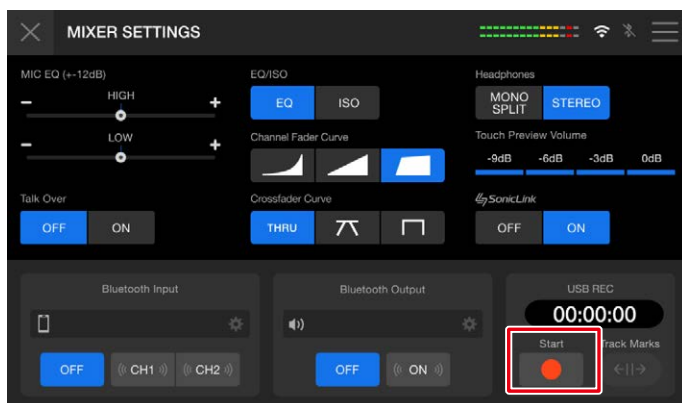 MIXER SETTINGS
MIC EQ (+-12dB)
HIGH
LOW
Talk Over
OFF ON
EQ/ISO
EQ ISO
Channel Fader Curve
Crossfader Curve
THRU
Headphones
MONO SPLIT STEREO
Touch Preview Volume
-9dB -6dB -3dB 0dB
SonicLink
OFF ON
Bluetooth Input
OFF CH1 CH2
Bluetooth Output
OFF ON
USB REC
00:00:00
Start Track Marks